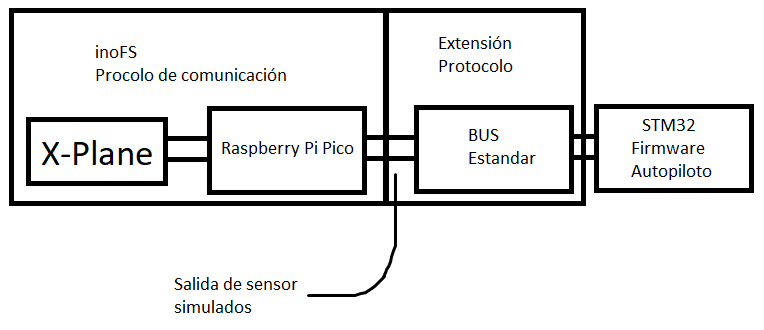 inoFS
Procolo de comunicación
Extensión
Protocolo
X-Plane
Raspberry Pi Pico
BUS
Estandar
STM32
Firmware
Autopiloto
Salida de sensor
simulados